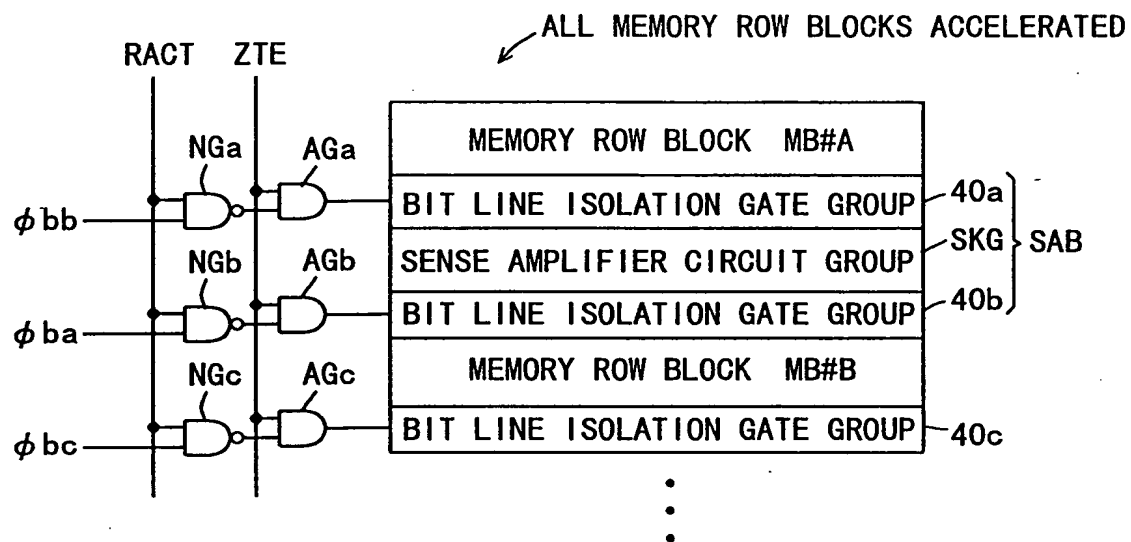 ALL MEMORY ROW BLOCKS ACCELERATED
RACT ZTE
NGa AGa
MEMORY ROW BLOCK MB#A
φbb
BIT LINE ISOLATION GATE GROUP 40a
SENSE AMPLIFIER CIRCUIT GROUP SKG SAB
NGb AGb
φba
BIT LINE ISOLATION GATE GROUP 40b
NGc AGc
MEMORY ROW BLOCK MB#B
φbc
BIT LINE ISOLATION GATE GROUP 40c